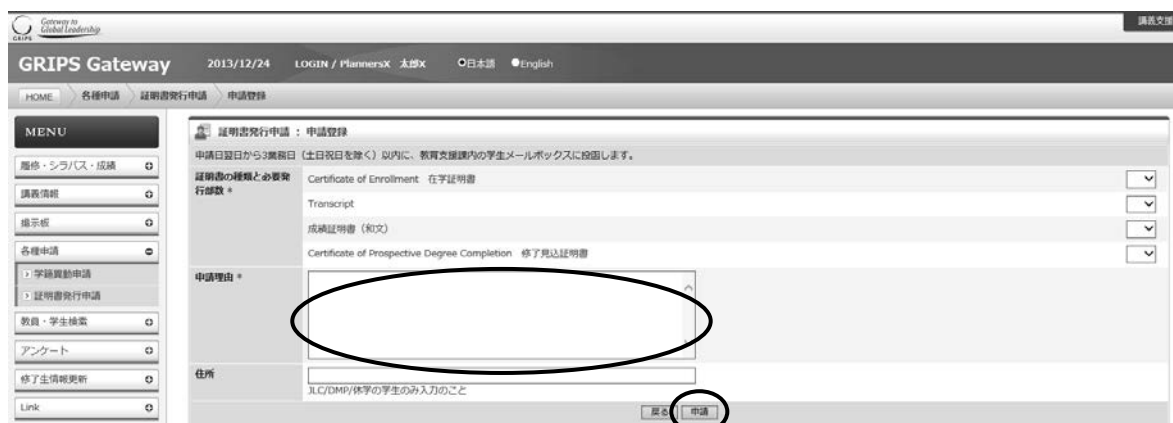 Gateway to
Global Leadership
GRIPS
講義支援
GRIPS Gateway 2013/12/24 LOGIN / PlannersX 太郎X 日本語 English
HOME 各種申請 証明書発行申請 申請登録
MENU
履修・シラバス・成績
講義情報
掲示板
各種申請
学籍異動申請
証明書発行申請
教員・学生検索
アンケート
修了生情報更新
Link
証明書発行申請 : 申請登録
申請日翌日から3業務日(土日祝日を除く)以内に、教育支援課内の学生メールボックスに投函します。
証明書の種類と必要発
行部数 *
Certificate of Enrollment 在学証明書
Transcript
成績証明書(和文)
Certificate of Prospective Degree Completion 修了見込証明書
申請理由 *
住所
JLC/DMP/休学の学生のみ入力のこと
戻る 申請